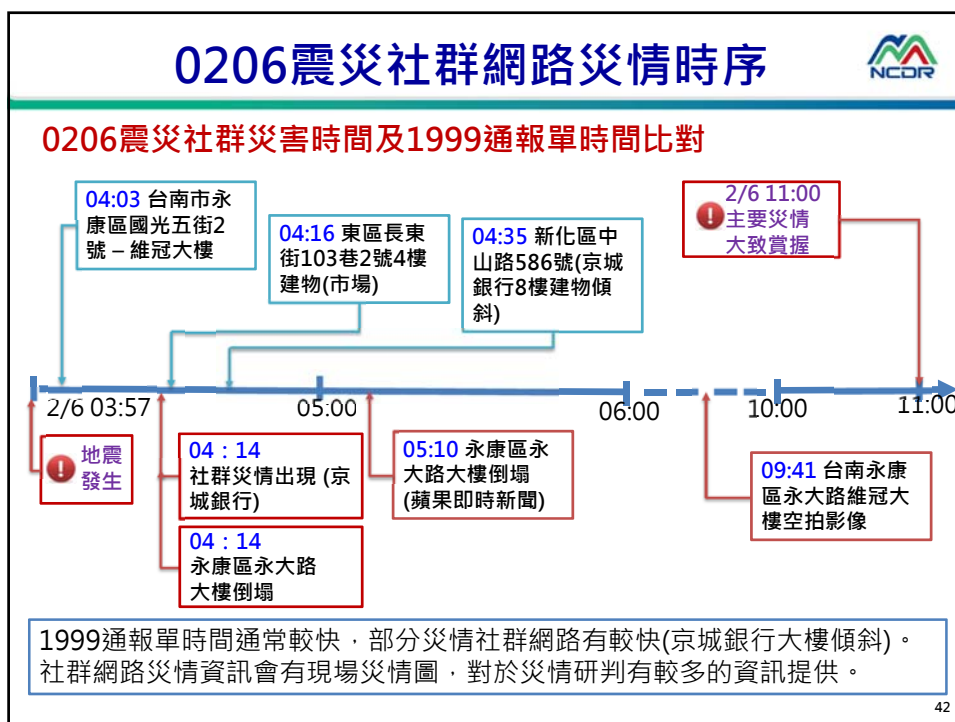 0206震災社群網路災情時序
NCDR
0206震災社群災害時間及1999通報單時間比對
04:03 台南市永
康區國光五街2
號 – 維冠大樓
04:16 東區長東
街103巷2號4樓
建物(市場)
04:35 新化區中
山路586號(京城
銀行8樓建物傾
斜)
2/6 11:00
主要災情
大致賞握
2/6 03:57
05:00
06:00
10:00
11:00
地震
發生
04：14
社群災情出現 (京
城銀行)
04：14
永康區永大路
大樓倒塌
05:10 永康區永
大路大樓倒塌
(蘋果即時新聞)
09:41 台南永康
區永大路維冠大
樓空拍影像
1999通報單時間通常較快，部分災情社群網路有較快(京城銀行大樓傾斜)。
社群網路災情資訊會有現場災情圖，對於災情研判有較多的資訊提供。
42